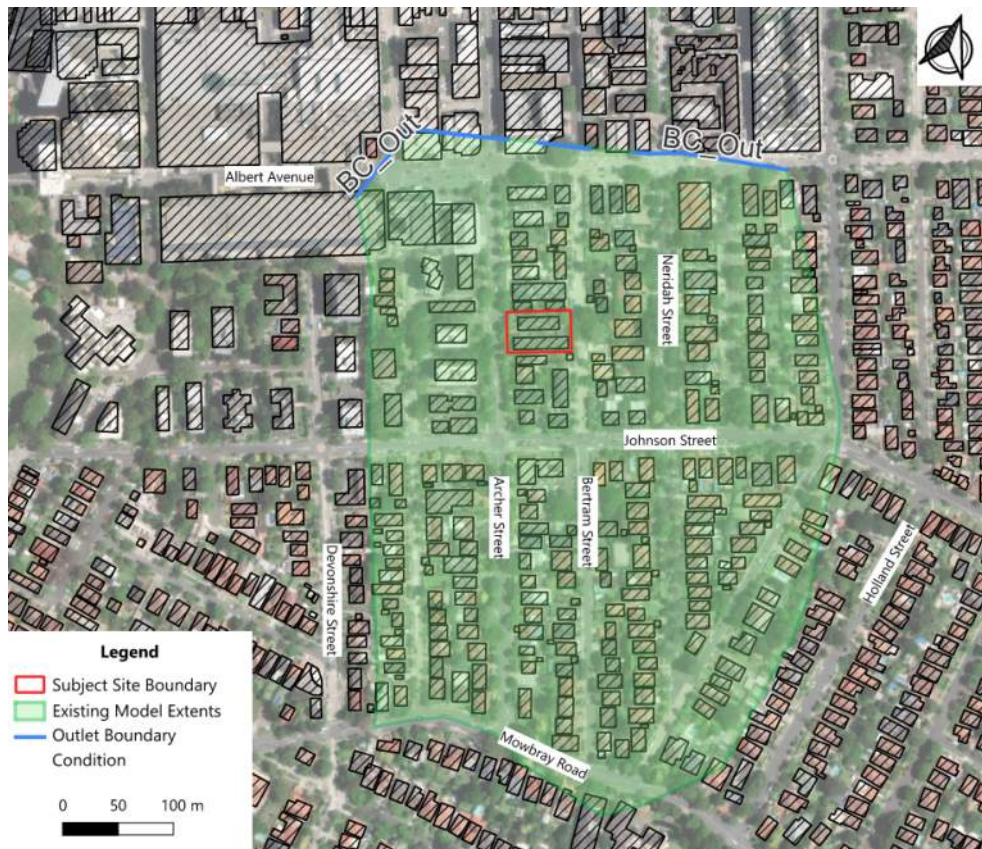 BC_Out
BC_Out
Albert Avenue
Neridah Street
Johnson Street
Archer Street
Bertram Street
Devonshire Street
Holland Street
Mowbray Road
Legend
Subject Site Boundary
Existing Model Extents
Outlet Boundary
Condition
0 50 100 m